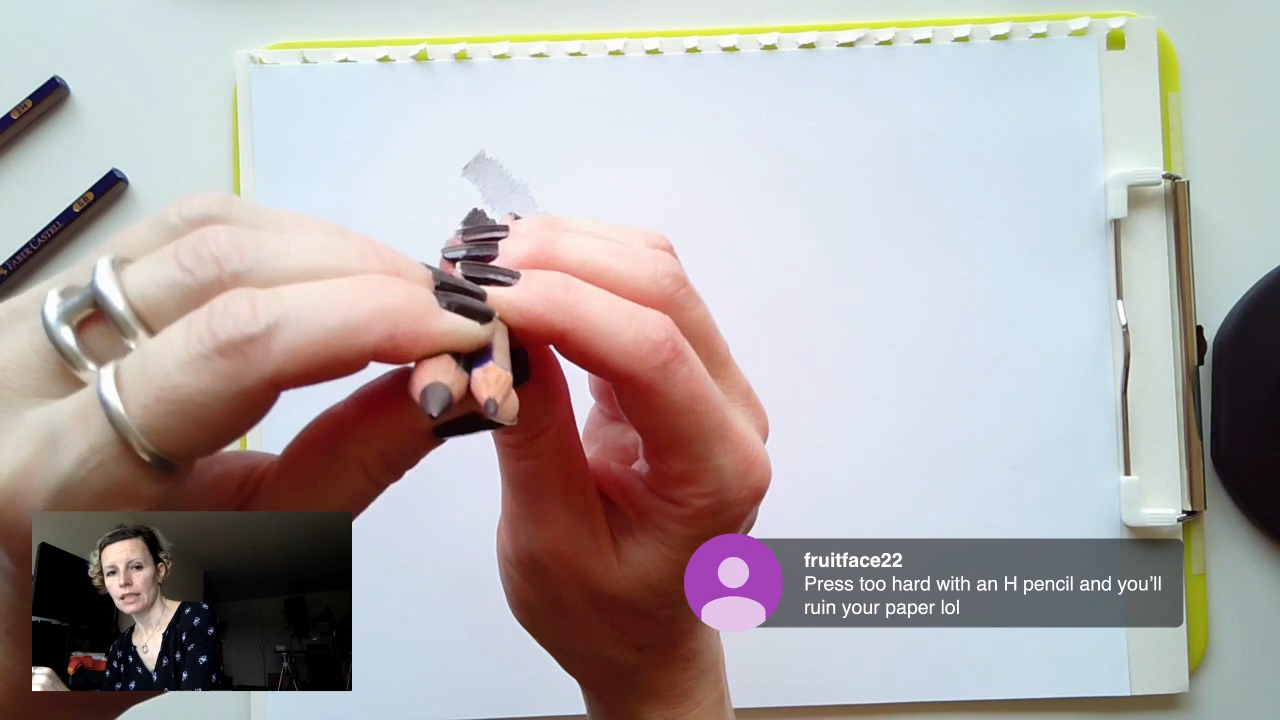 FABER CASTELL
fruitface22
Press too hard with an H pencil and you'll
ruin your paper lol